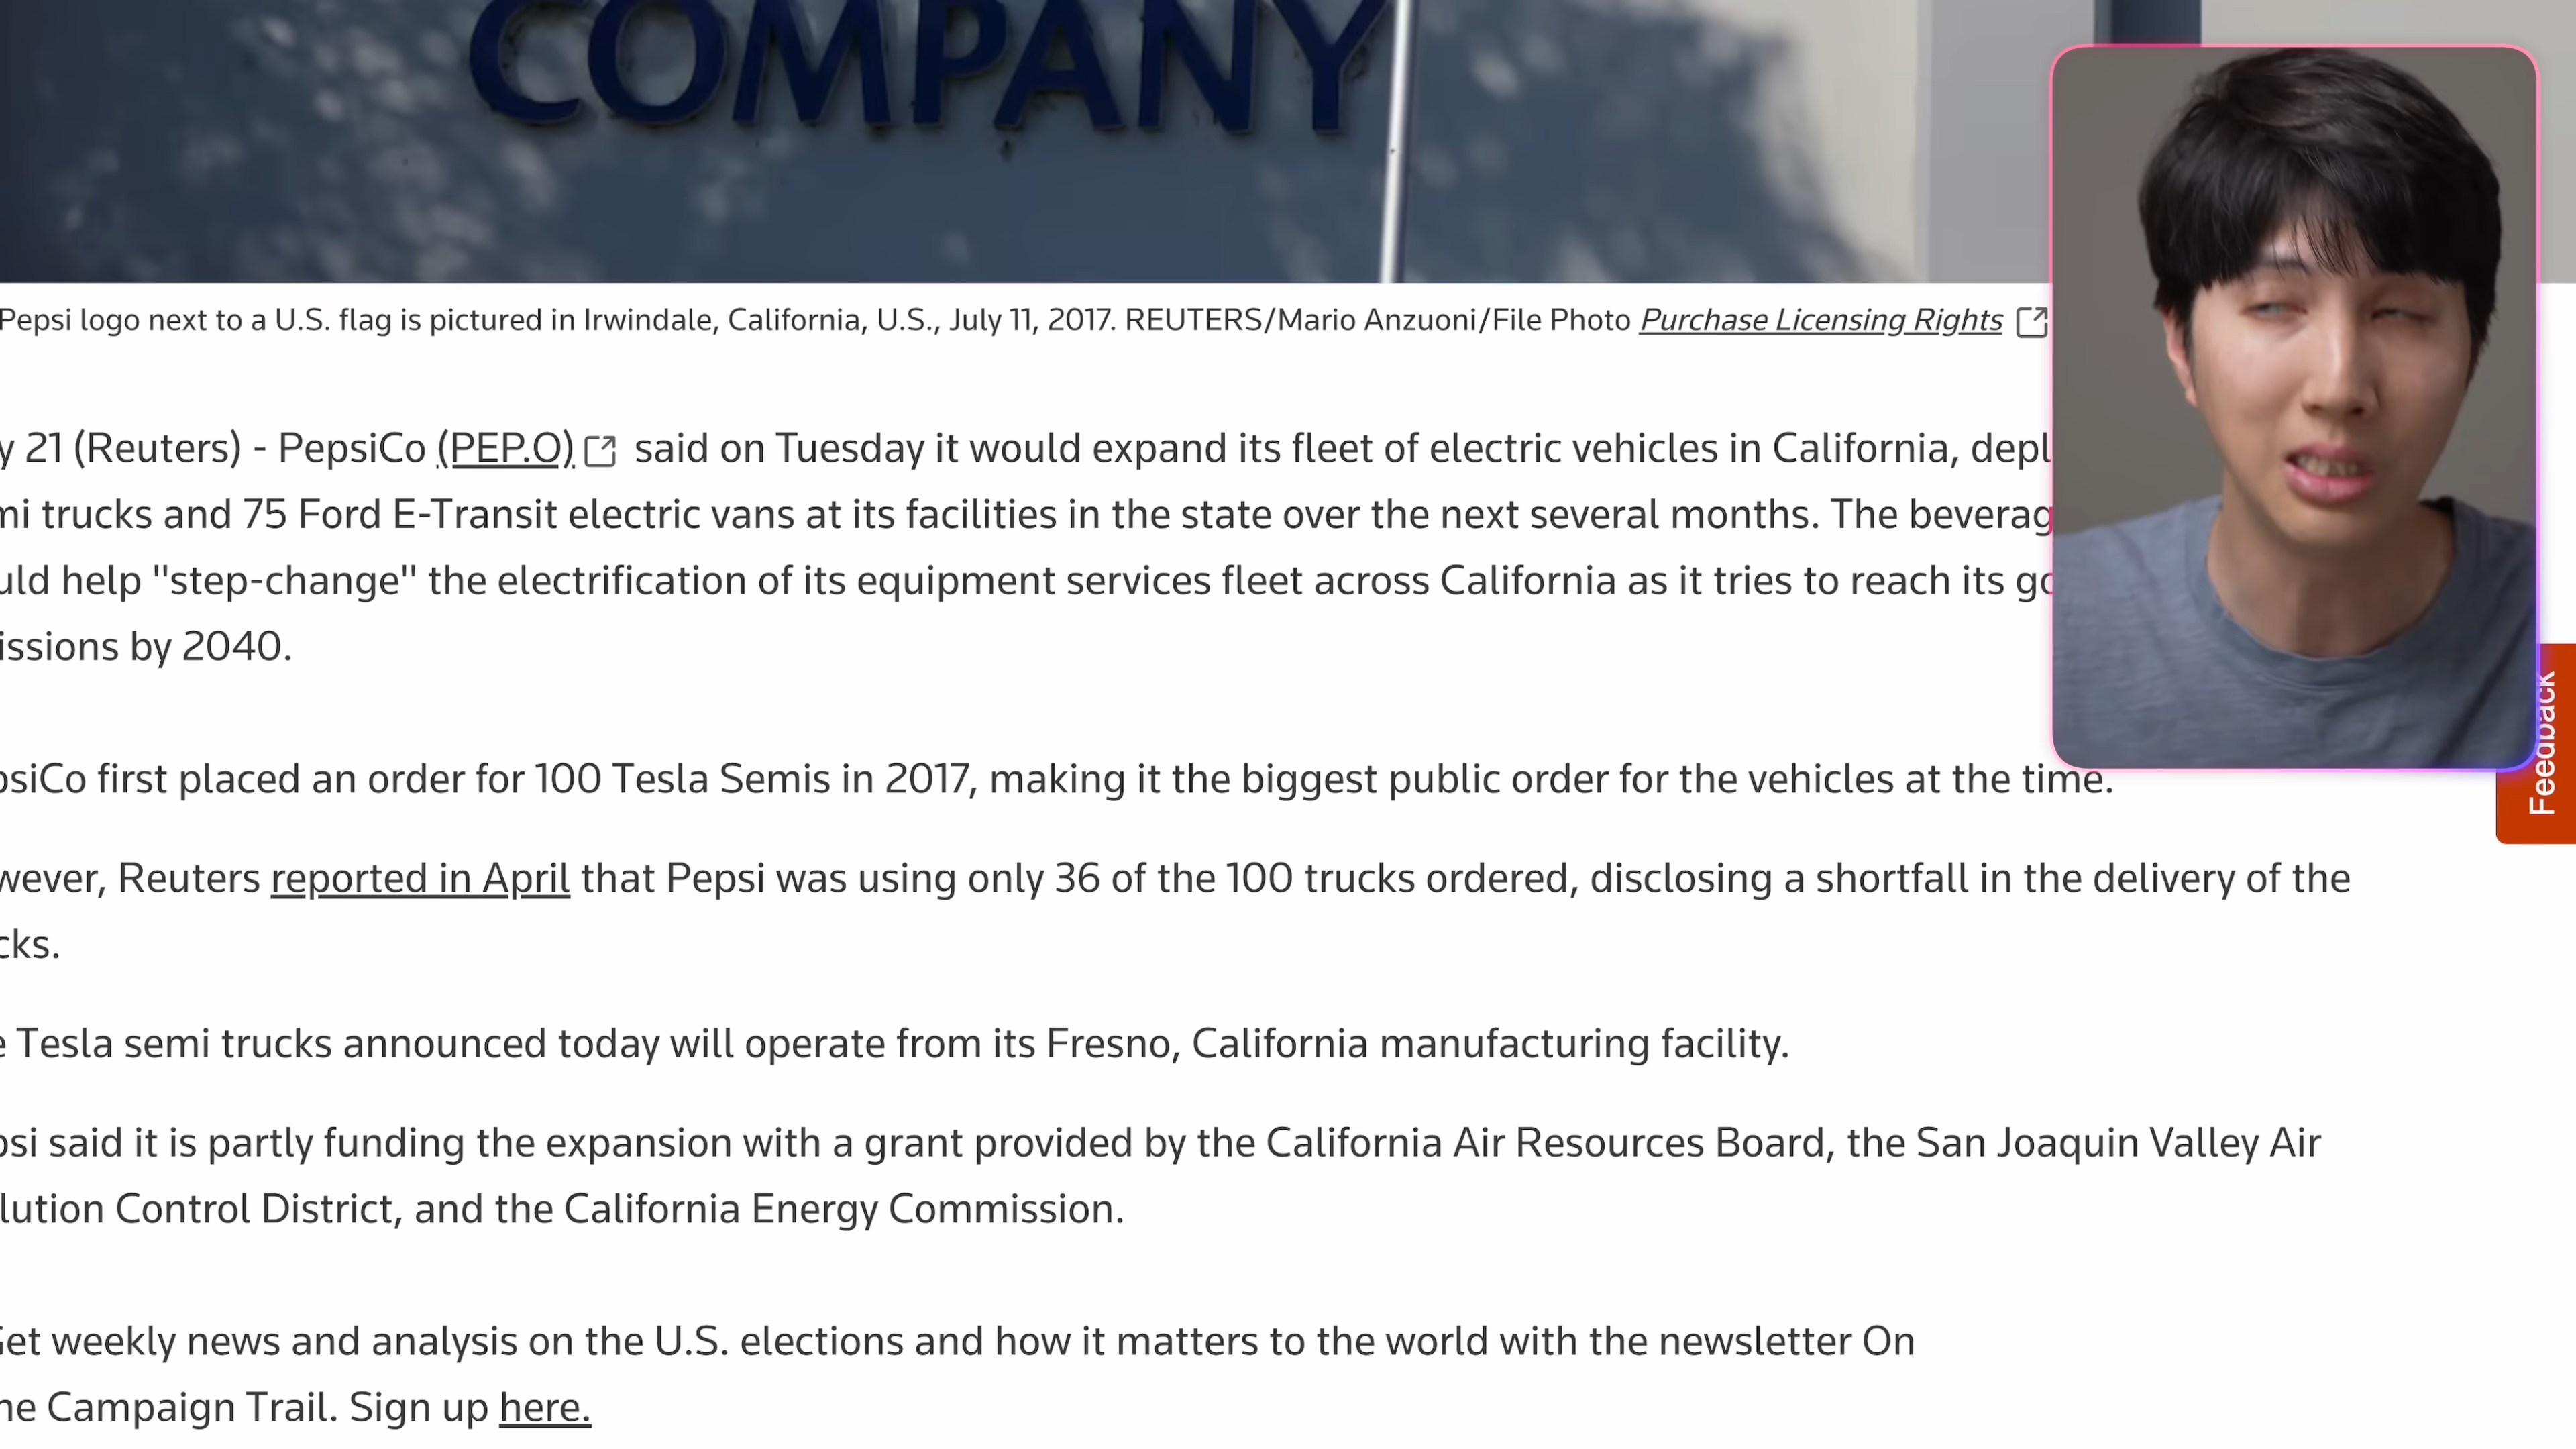 COMPANY
Pepsi logo next to a U.S. flag is pictured in Irwindale, California, U.S., July 11, 2017. REUTERS/Mario Anzuoni/File Photo Purchase Licensing Rights
y 21 (Reuters) - PepsiCo (PEP.O) said on Tuesday it would expand its fleet of electric vehicles in California, depl
mi trucks and 75 Ford E-Transit electric vans at its facilities in the state over the next several months. The beverag
uld help "step-change" the electrification of its equipment services fleet across California as it tries to reach its go
issions by 2040.
Feedback
psiCo first placed an order for 100 Tesla Semis in 2017, making it the biggest public order for the vehicles at the time.
wever, Reuters reported in April that Pepsi was using only 36 of the 100 trucks ordered, disclosing a shortfall in the delivery of the
cks.
e Tesla semi trucks announced today will operate from its Fresno, California manufacturing facility.
psi said it is partly funding the expansion with a grant provided by the California Air Resources Board, the San Joaquin Valley Air
lution Control District, and the California Energy Commission.
Get weekly news and analysis on the U.S. elections and how it matters to the world with the newsletter On
he Campaign Trail. Sign up here.